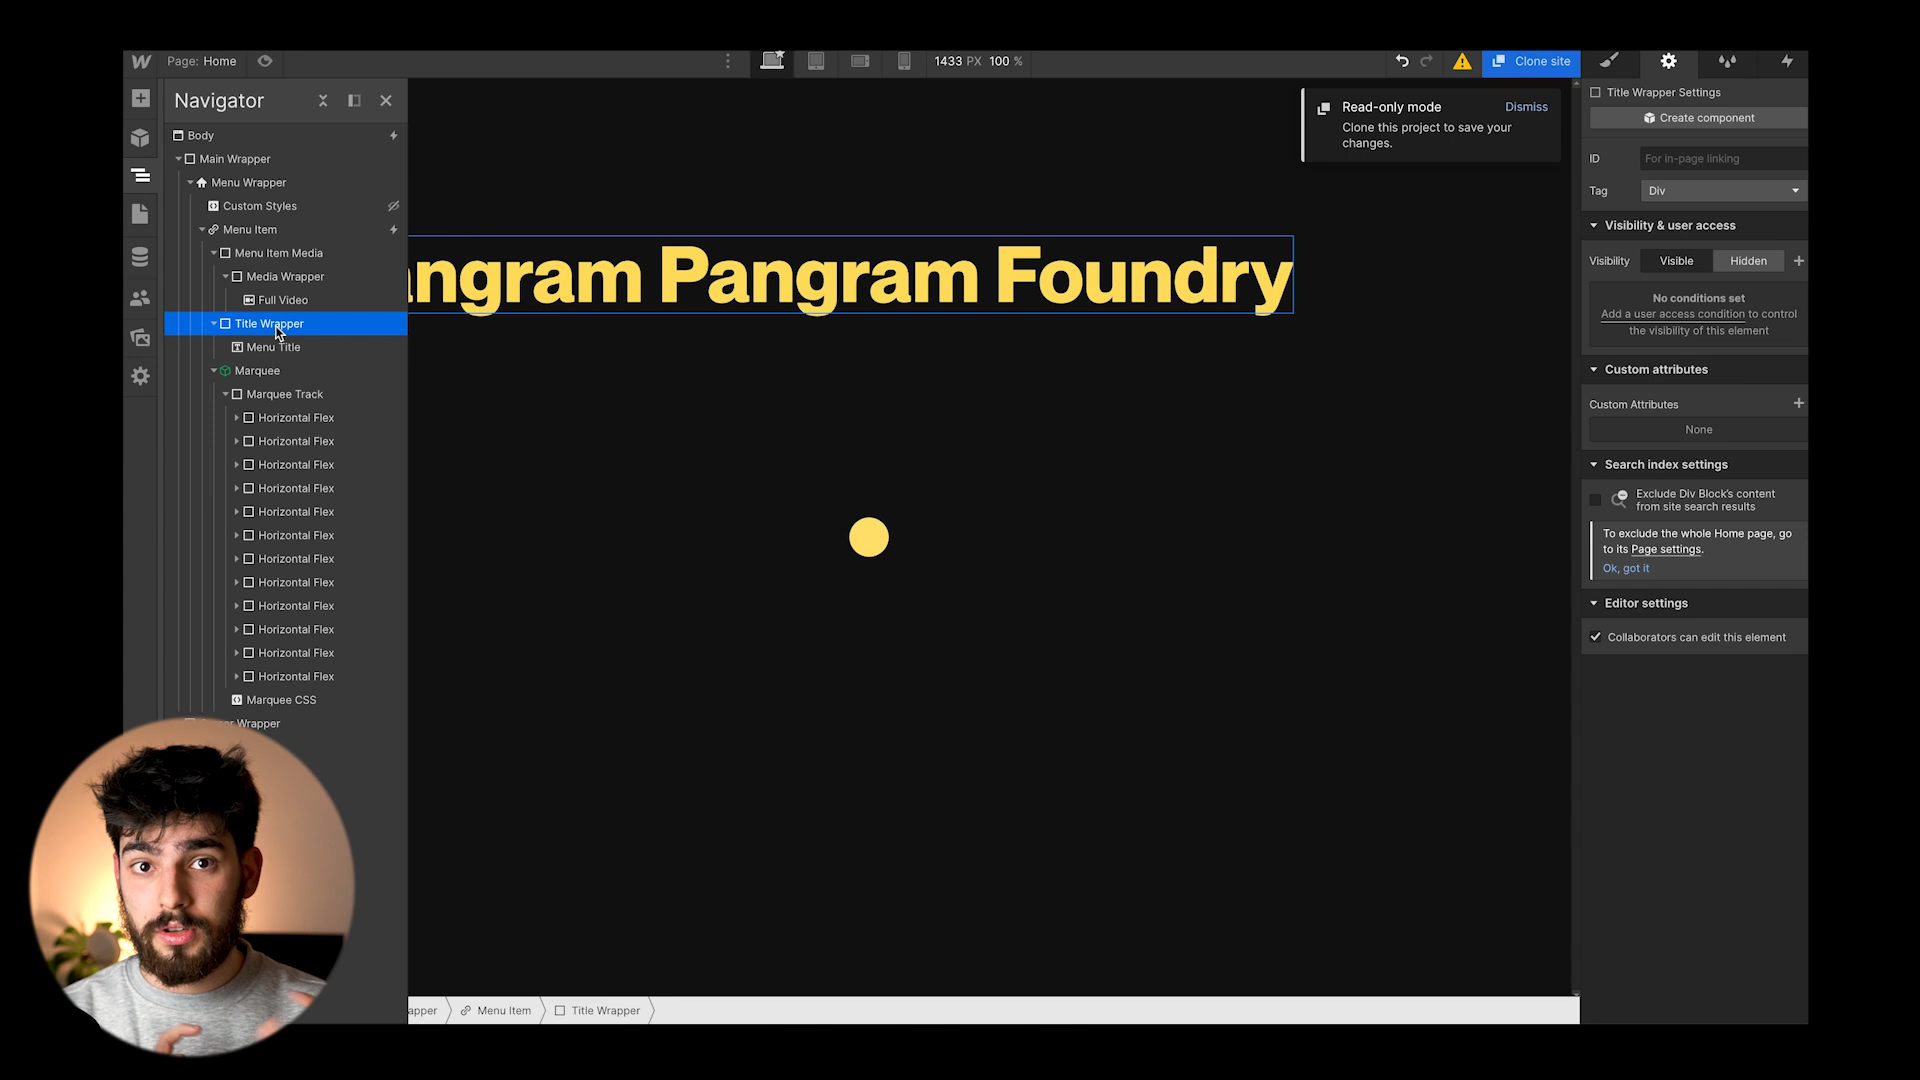 Page: Home
1433 PX 100 %
Clone site
Navigator
Body
Main Wrapper
Menu Wrapper
Custom Styles
Menu Item
Menu Item Media
Media Wrapper
Full Video
Title Wrapper
Menu Title
Marquee
Marquee Track
Horizontal Flex
Horizontal Flex
Horizontal Flex
Horizontal Flex
Horizontal Flex
Horizontal Flex
Horizontal Flex
Horizontal Flex
Horizontal Flex
Horizontal Flex
Horizontal Flex
Horizontal Flex
Marquee CSS
Wrapper
ngram Pangram Foundry
Read-only mode
Dismiss
Clone this project to save your
changes.
apper
Menu Item
Title Wrapper
Title Wrapper Settings
Create component
ID
For in-page linking
Tag
Div
Visibility & user access
Visibility
Visible
Hidden
No conditions set
Add a user access condition to control
the visibility of this element
Custom attributes
Custom Attributes
None
Search index settings
Exclude Div Block's content
from site search results
To exclude the whole Home page, go
to its Page settings.
Ok, got it
Editor settings
Collaborators can edit this element